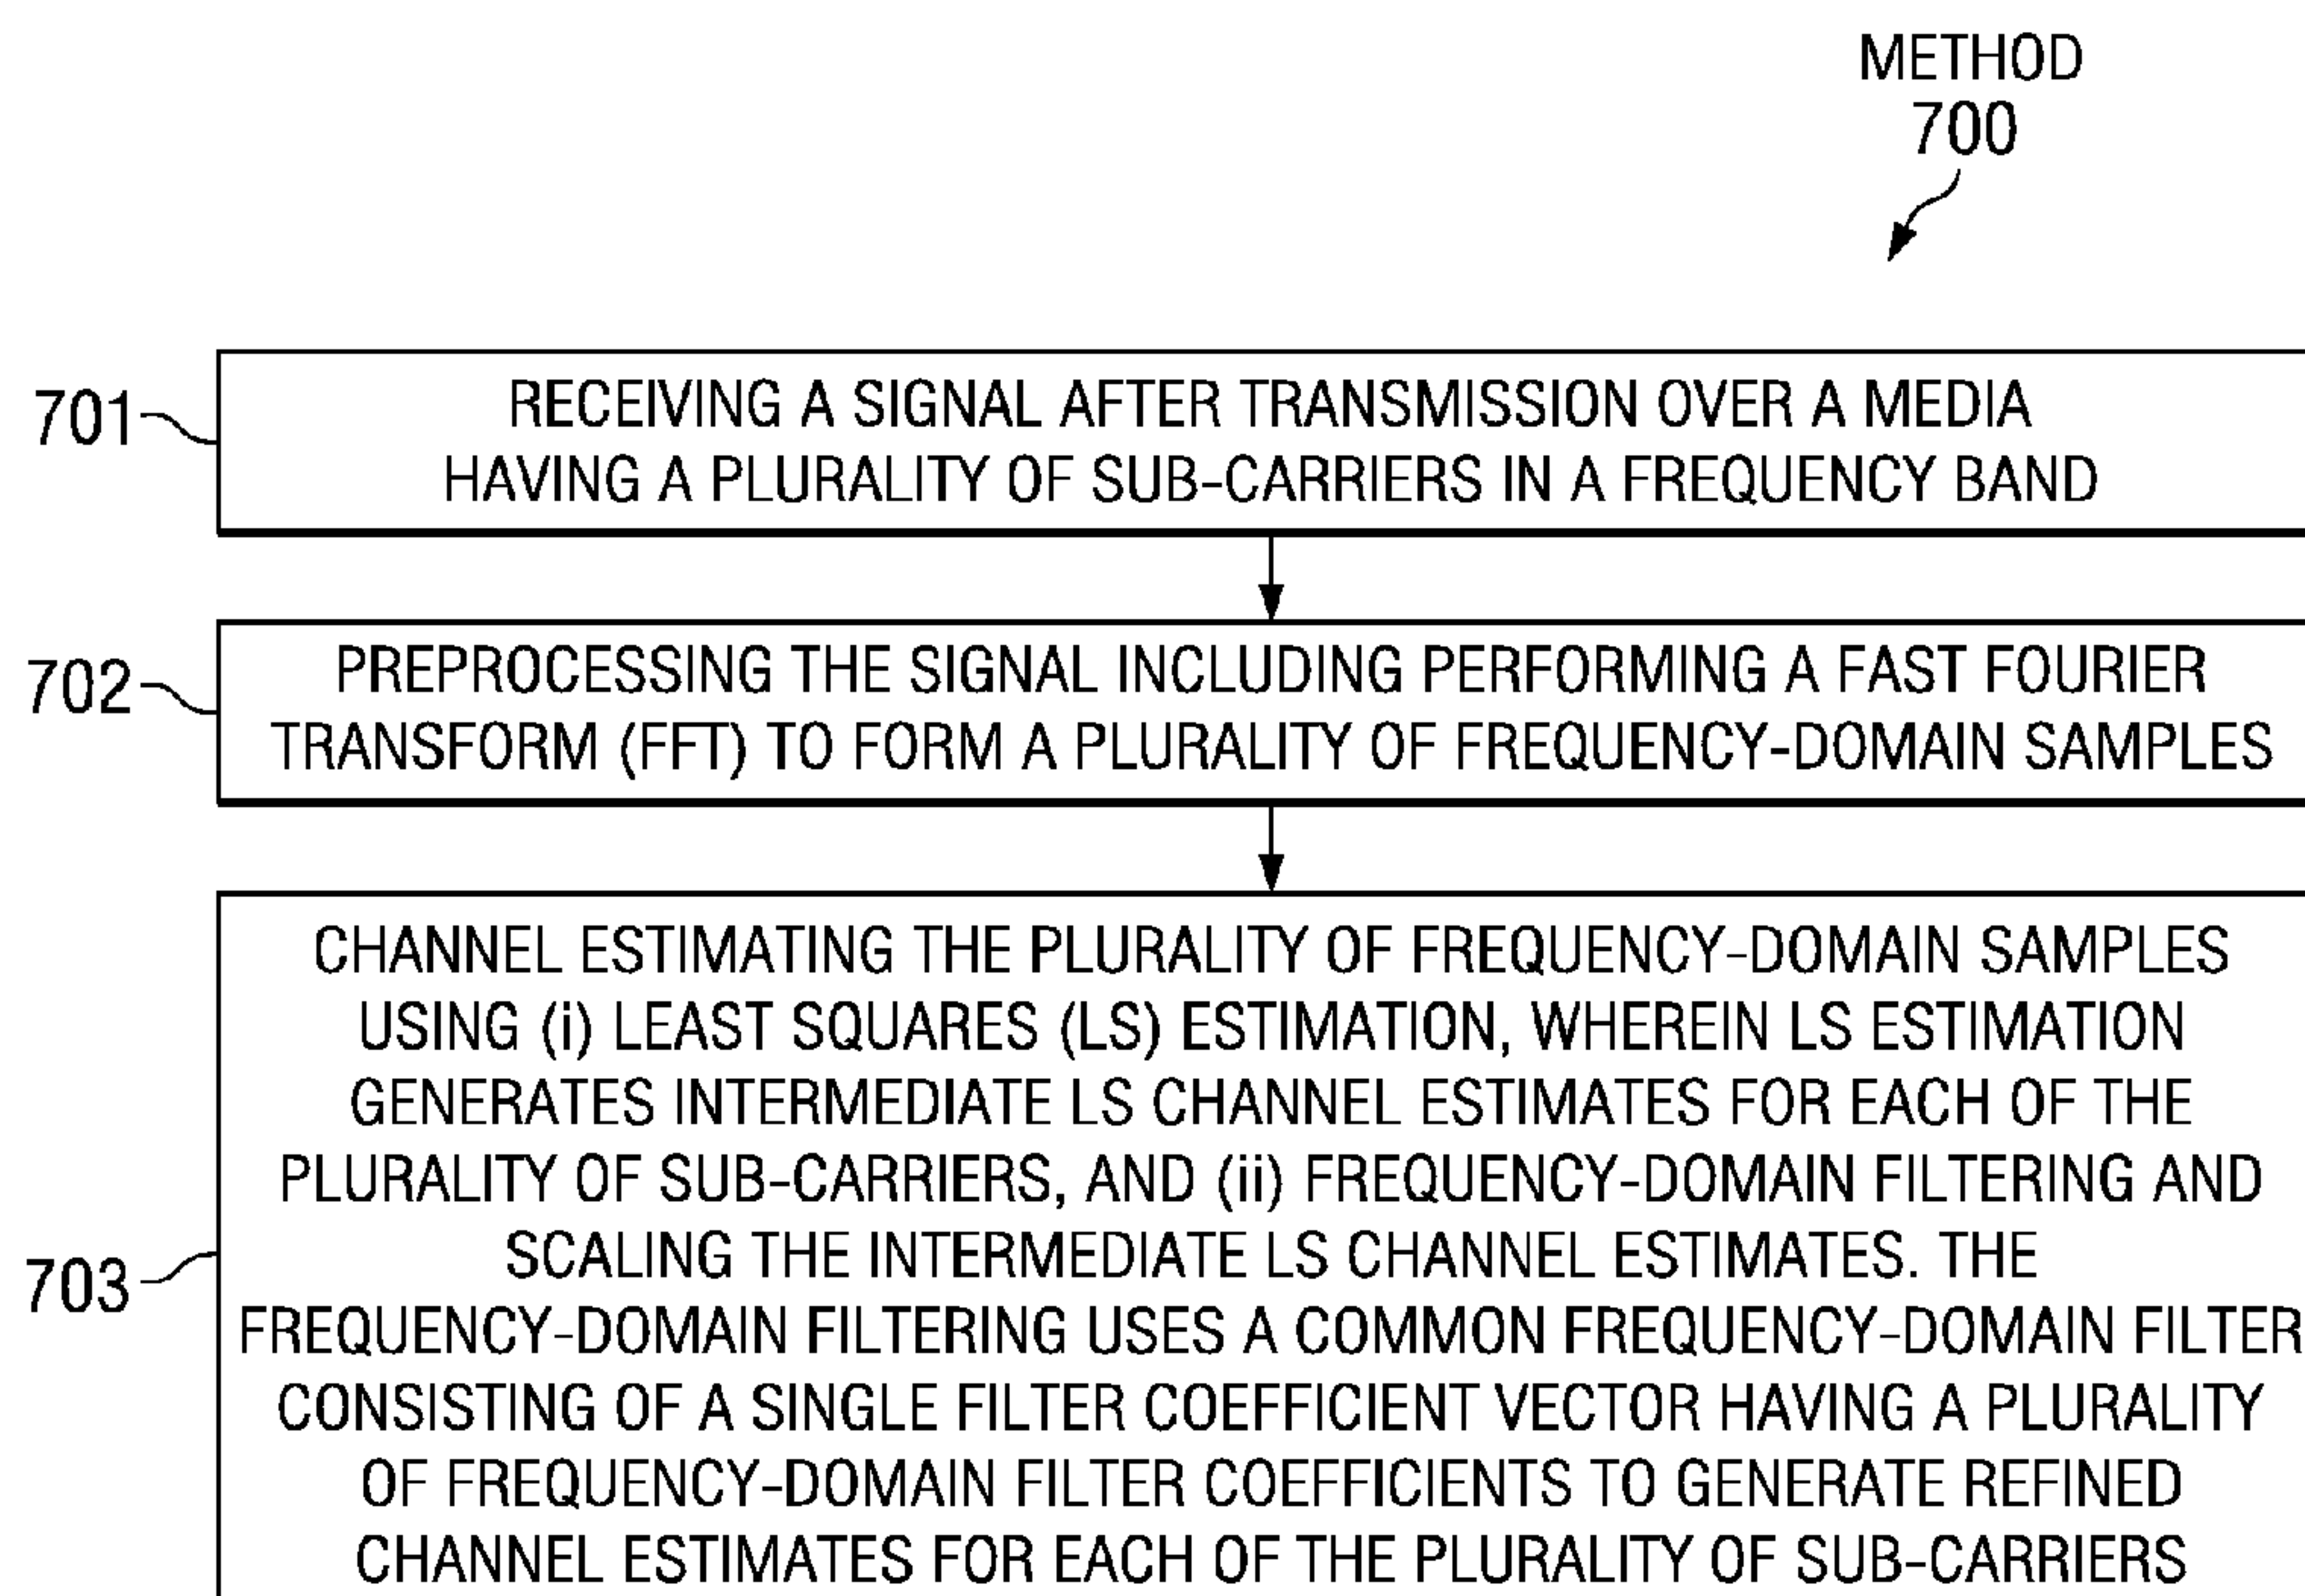 METHOD
700
701
RECEIVING A SIGNAL AFTER TRANSMISSION OVER A MEDIA
HAVING A PLURALITY OF SUB-CARRIERS IN A FREQUENCY BAND
702
PREPROCESSING THE SIGNAL INCLUDING PERFORMING A FAST FOURIER
TRANSFORM (FFT) TO FORM A PLURALITY OF FREQUENCY-DOMAIN SAMPLES
703
CHANNEL ESTIMATING THE PLURALITY OF FREQUENCY-DOMAIN SAMPLES
USING (i) LEAST SQUARES (LS) ESTIMATION, WHEREIN LS ESTIMATION
GENERATES INTERMEDIATE LS CHANNEL ESTIMATES FOR EACH OF THE
PLURALITY OF SUB-CARRIERS, AND (ii) FREQUENCY-DOMAIN FILTERING AND
SCALING THE INTERMEDIATE LS CHANNEL ESTIMATES. THE
FREQUENCY-DOMAIN FILTERING USES A COMMON FREQUENCY-DOMAIN FILTER
CONSISTING OF A SINGLE FILTER COEFFICIENT VECTOR HAVING A PLURALITY
OF FREQUENCY-DOMAIN FILTER COEFFICIENTS TO GENERATE REFINED
CHANNEL ESTIMATES FOR EACH OF THE PLURALITY OF SUB-CARRIERS